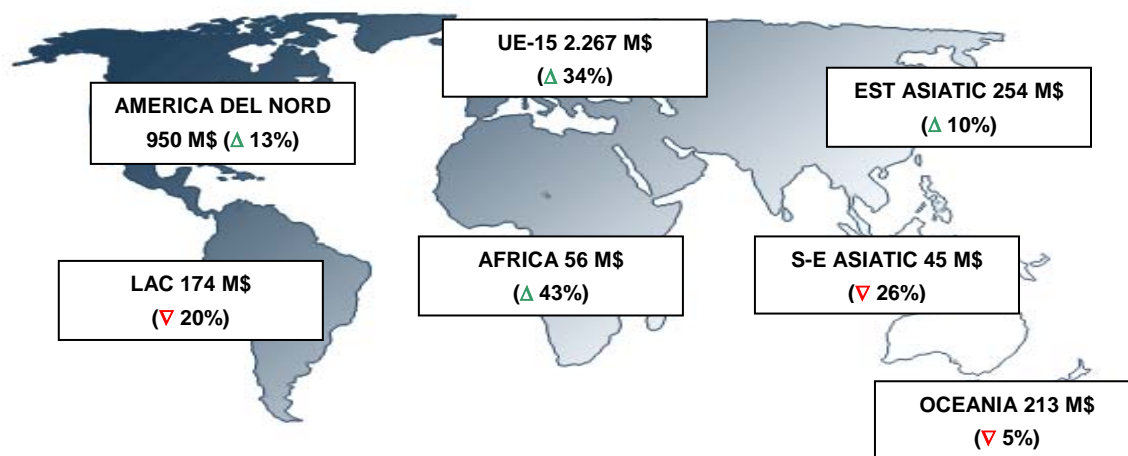 UE-15 2.267 M$
(Δ 34%)
AMERICA DEL NORD
950 M$ (Δ 13%)
EST ASIATIC 254 M$
(Δ 10%)
LAC 174 M$
(∇ 20%)
AFRICA 56 M$
(Δ 43%)
S-E ASIATIC 45 M$
(∇ 26%)
OCEANIA 213 M$
(∇ 5%)